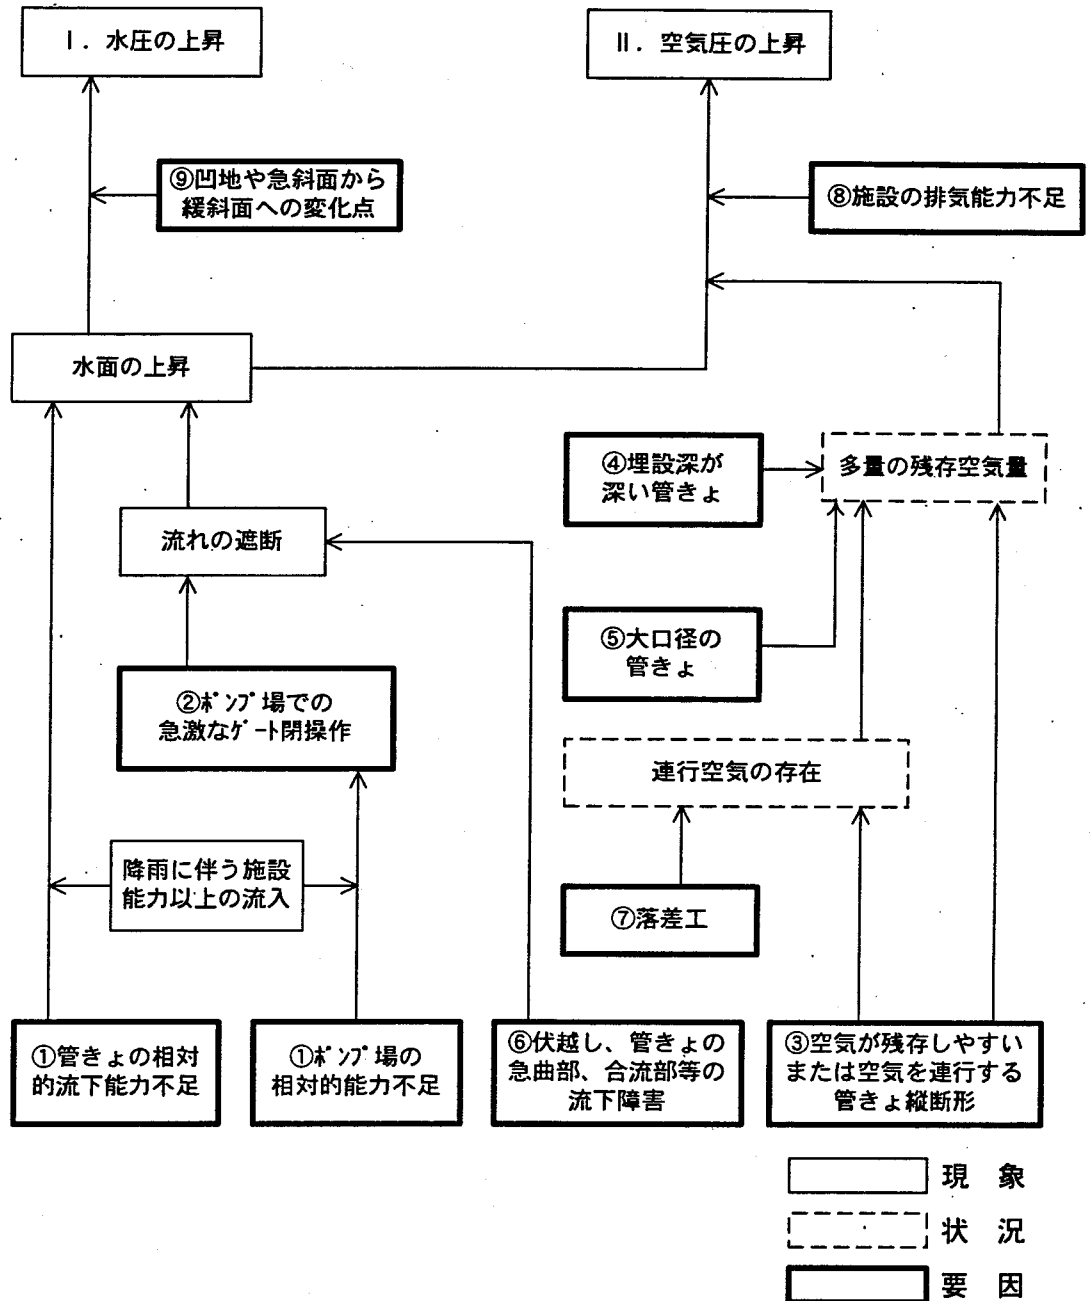 Ⅰ．水圧の上昇
Ⅱ．空気圧の上昇
⑨凹地や急斜面から
緩斜面への変化点
⑧施設の排気能力不足
水面の上昇
④埋設深が
深い管きょ
多量の残存空気量
流れの遮断
⑤大口径の
管きょ
②ﾎﾟﾝﾌﾟ場での
急激なｹﾞｰﾄ閉操作
連行空気の存在
降雨に伴う施設
能力以上の流入
⑦落差工
①管きょの相対
的流下能力不足
①ﾎﾟﾝﾌﾟ場の
相対的能力不足
⑥伏越し、管きょの
急曲部、合流部等の
流下障害
③空気が残存しやすい
または空気を連行する
管きょ縦断形
現　象
状　況
要　因